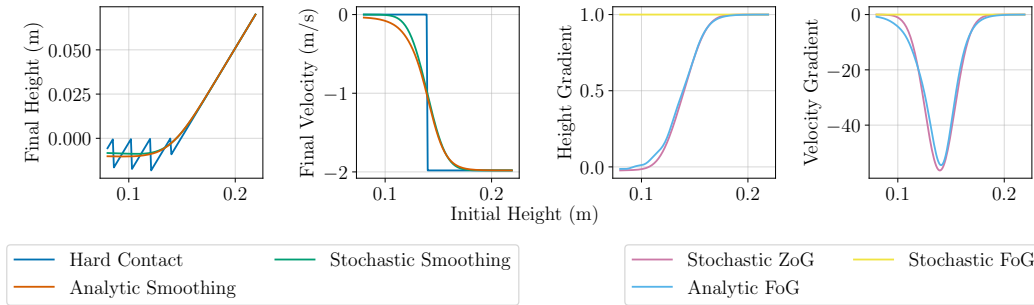 Final Height (m)
0.050
0.025
0.000
0.1
0.2
Final Velocity (m/s)
0
−1
−2
0.1
0.2
Height Gradient
1.0
0.5
0.0
0.1
0.2
Velocity Gradient
0
−20
−40
0.1
0.2
Initial Height (m)
Hard Contact
Stochastic Smoothing
Analytic Smoothing
Stochastic ZoG
Stochastic FoG
Analytic FoG